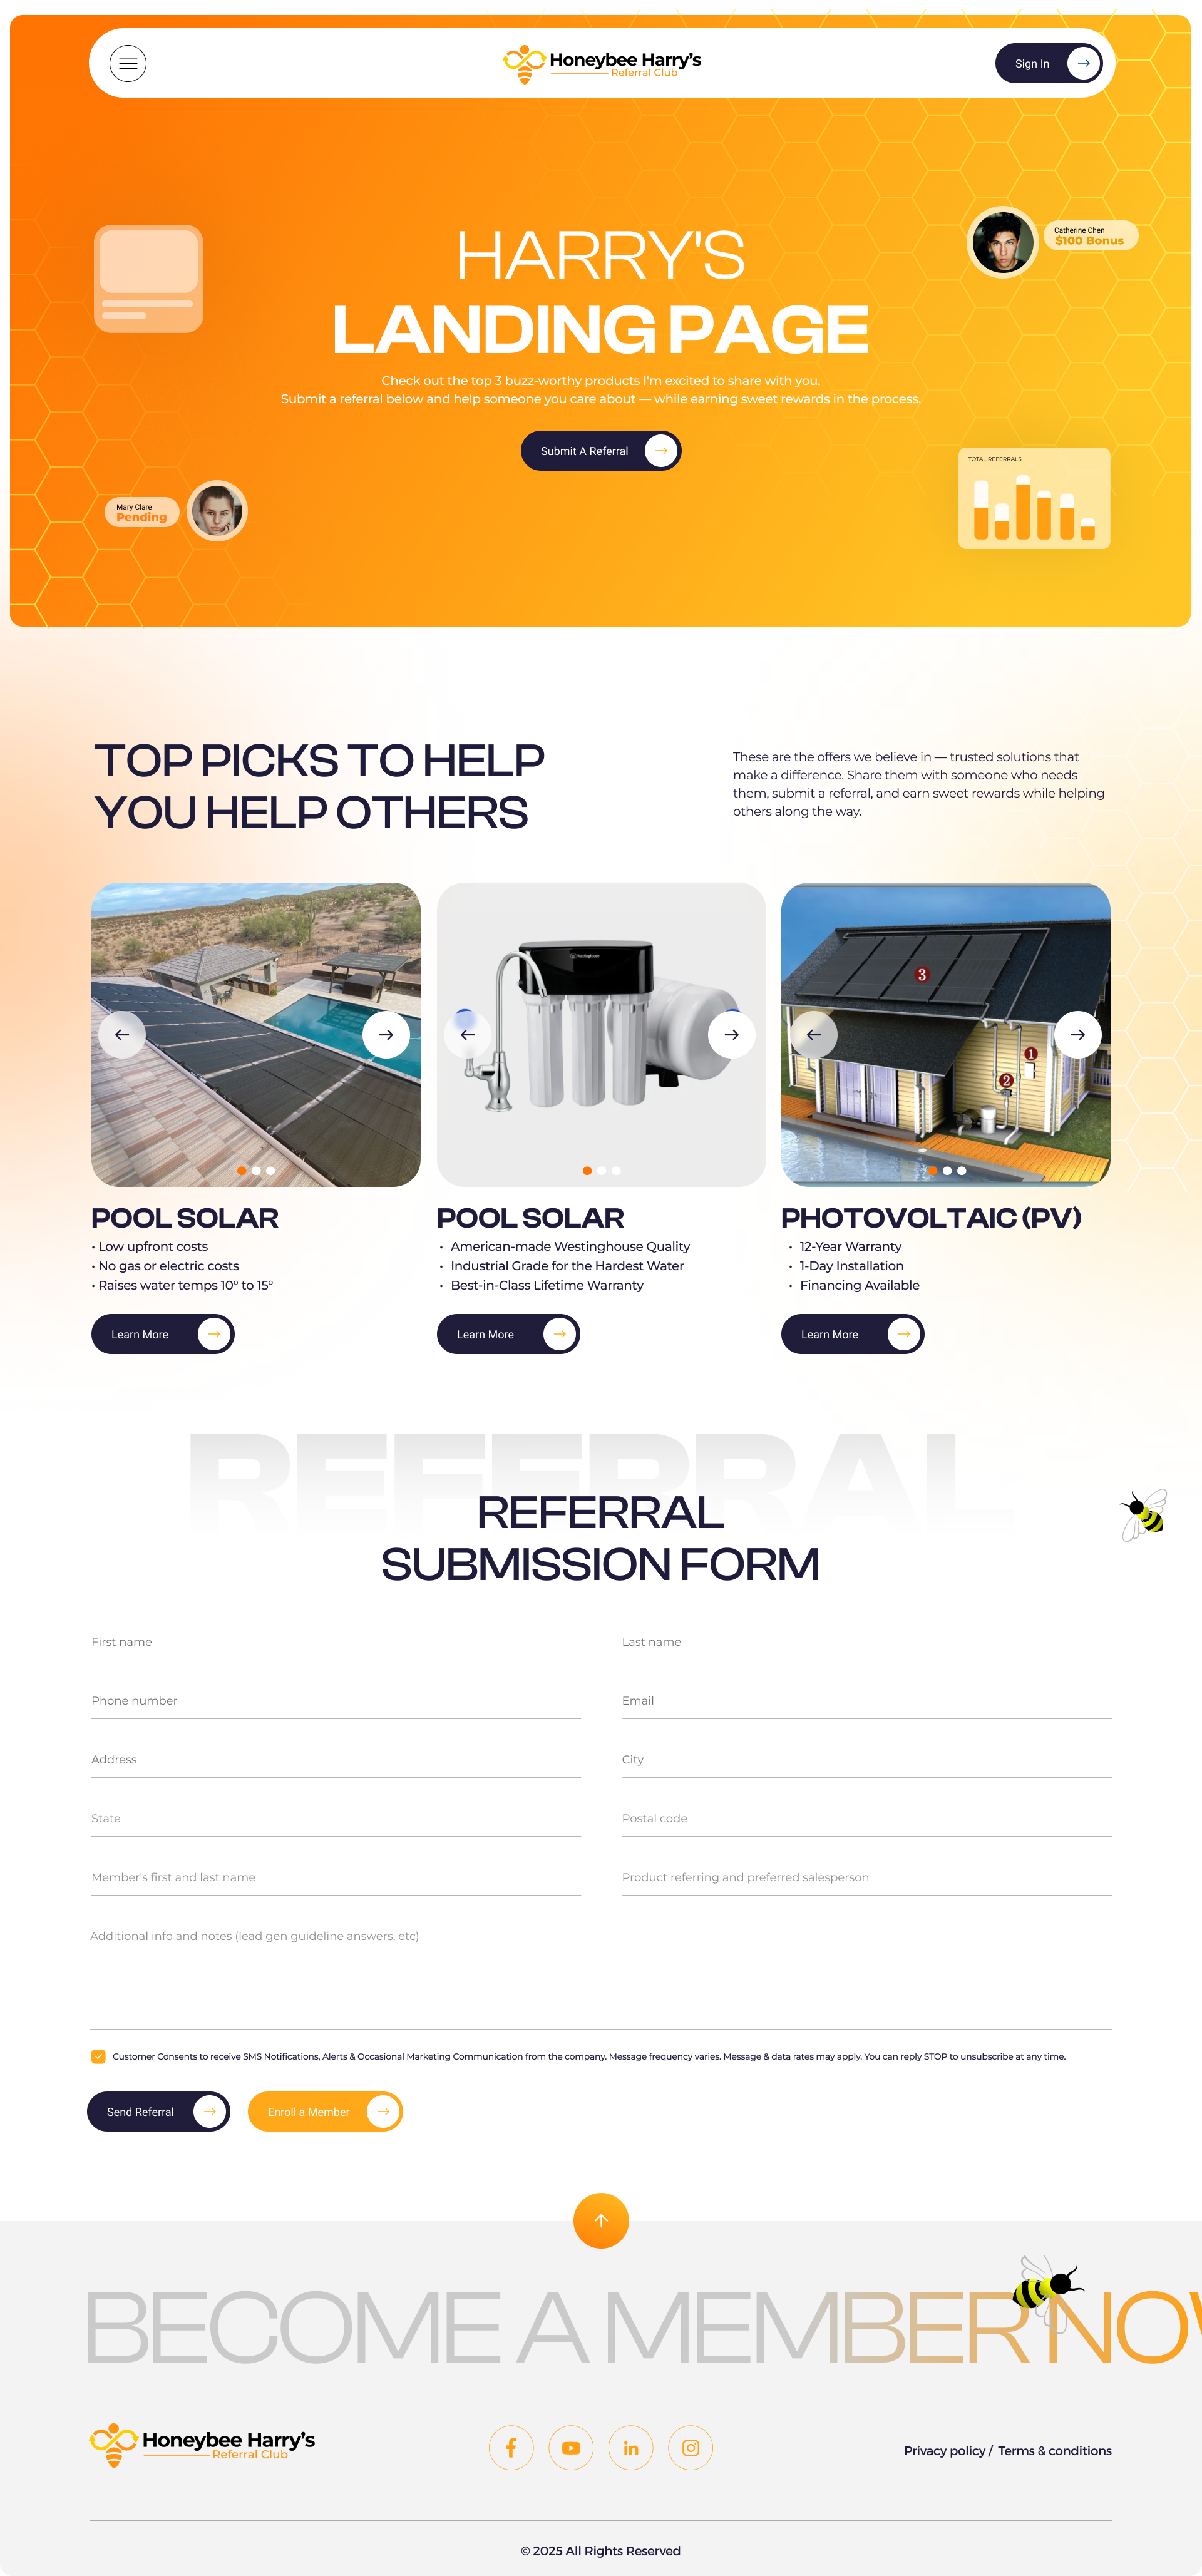 Honeybee Harry's
Referral Club
Sign In
HARRY'S
LANDING PAGE
Check out the top 3 buzz-worthy products I'm excited to share with you.
Submit a referral below and help someone you care about — while earning sweet rewards in the process.
Submit A Referral
Catherine Chen
$100 Bonus
Mary Clare
Pending
TOTAL REFERRALS
TOP PICKS TO HELP
YOU HELP OTHERS
These are the offers we believe in — trusted solutions that
make a difference. Share them with someone who needs
them, submit a referral, and earn sweet rewards while helping
others along the way.
Westinghouse
3
1
2
POOL SOLAR
• Low upfront costs
• No gas or electric costs
• Raises water temps 10° to 15°
Learn More
POOL SOLAR
• American-made Westinghouse Quality
• Industrial Grade for the Hardest Water
• Best-in-Class Lifetime Warranty
Learn More
PHOTOVOLTAIC (PV)
• 12-Year Warranty
• 1-Day Installation
• Financing Available
Learn More
REFERRAL
REFERRAL
SUBMISSION FORM
First name
Last name
Phone number
Email
Address
City
State
Postal code
Member's first and last name
Product referring and preferred salesperson
Additional info and notes (lead gen guideline answers, etc)
Customer Consents to receive SMS Notifications, Alerts & Occasional Marketing Communication from the company. Message frequency varies. Message & data rates may apply. You can reply STOP to unsubscribe at any time.
Send Referral
Enroll a Member
BECOME A MEMBER NOW
Honeybee Harry's
Referral Club
Privacy policy / Terms & conditions
© 2025 All Rights Reserved